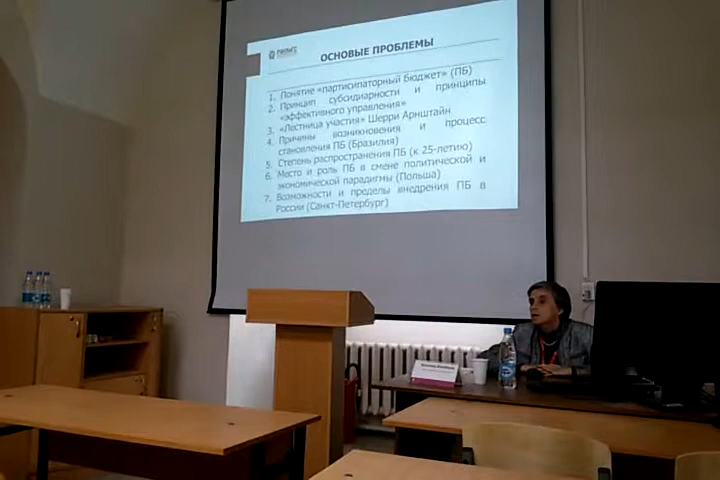 ОСНОВНЫЕ ПРОБЛЕМЫ
1. Понятие «партисипаторный бюджет» (ПБ)
2. Принцип субсидиарности и принципы
«эффективного управления»
3. «Лестница участия» Шерри Арнштайн
4. Причины возникновения и процесс
становления ПБ (Бразилия)
5. Степень распространения ПБ (к 25-летию)
6. Место и роль ПБ в смене политической и
экономической парадигмы (Польша)
7. Возможности и пределы внедрения ПБ в
России (Санкт-Петербург)